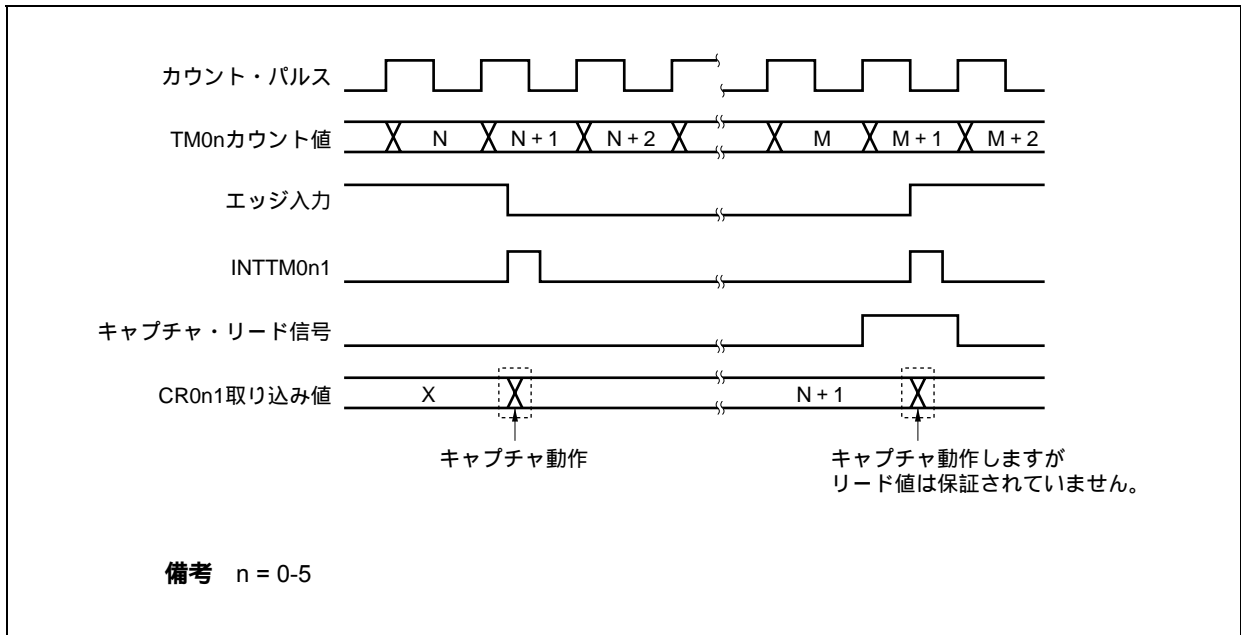 カウント・パルス
TM0nカウント値 N N + 1 N + 2 M M + 1 M + 2
エッジ入力
INTTM0n1
キャプチャ・リード信号
CR0n1取り込み値 X N + 1
キャプチャ動作
キャプチャ動作しますが
リード値は保証されていません。
備考 n = 0-5